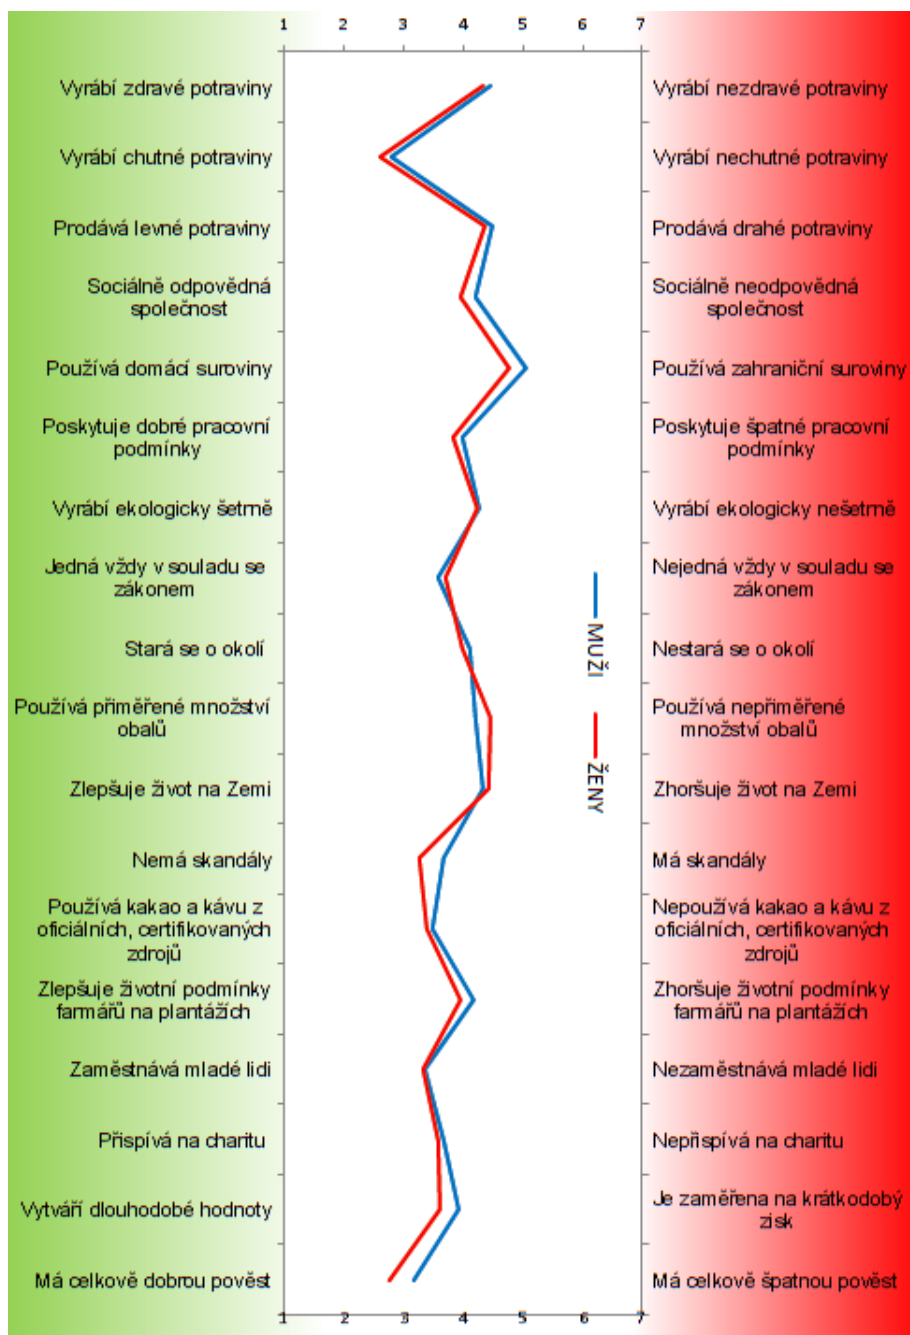 1 2 3 4 5 6 7
Vyrábí zdravé potraviny
Vyrábí nezdravé potraviny
Vyrábí chutné potraviny
Vyrábí nechutné potraviny
Prodává levné potraviny
Prodává drahé potraviny
Sociálně odpovědná
společnost
Sociálně neodpovědná
společnost
Používá domácí suroviny
Používá zahraniční suroviny
Poskytuje dobré pracovní
podmínky
Poskytuje špatné pracovní
podmínky
Vyrábí ekologicky šetrně
Vyrábí ekologicky nešetrně
Jedná vždy v souladu se
zákonem
Nejedná vždy v souladu se
zákonem
MUŽI
Stará se o okolí
Nestará se o okolí
Používá přiměřené množství
obalů
Používá nepřiměřené
množství obalů
ŽENY
Zlepšuje život na Zemi
Zhoršuje život na Zemi
Nemá skandály
Má skandály
Používá kakao a kávu z
oficiálních, certifikovaných
zdrojů
Nepoužívá kakao a kávu z
oficiálních, certifikovaných
zdrojů
Zlepšuje životní podmínky
farmářů na plantážích
Zhoršuje životní podmínky
farmářů na plantážích
Zaměstnává mladé lidi
Nezaměstnává mladé lidi
Přispívá na charitu
Nepřispívá na charitu
Vytváří dlouhodobé hodnoty
Je zaměřena na krátkodobý
zisk
Má celkově dobrou pověst
Má celkově špatnou pověst
1 2 3 4 5 6 7